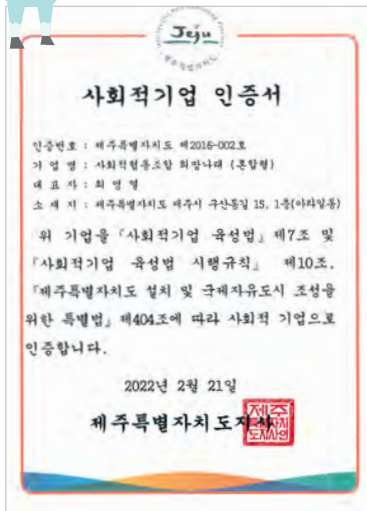 Jeju
사회적기업 인증서
인증번호 : 제주특별자치도 제2016-002호
기 업 명 : 사회적협동조합 희망나래 (혼합형)
대 표 자 : 최 영 열
소 재 지 : 제주특별자치도 제주시 구산동길 15, 1층(아라일동)
위 기업을 「사회적기업 육성법」 제7조 및
「사회적기업 육성법 시행규칙」 제10조,
「제주특별자치도 설치 및 국제자유도시 조성을
위한 특별법」 제404조에 따라 사회적 기업으로
인증합니다.
2022년 2월 21일
제주특별자치도지사